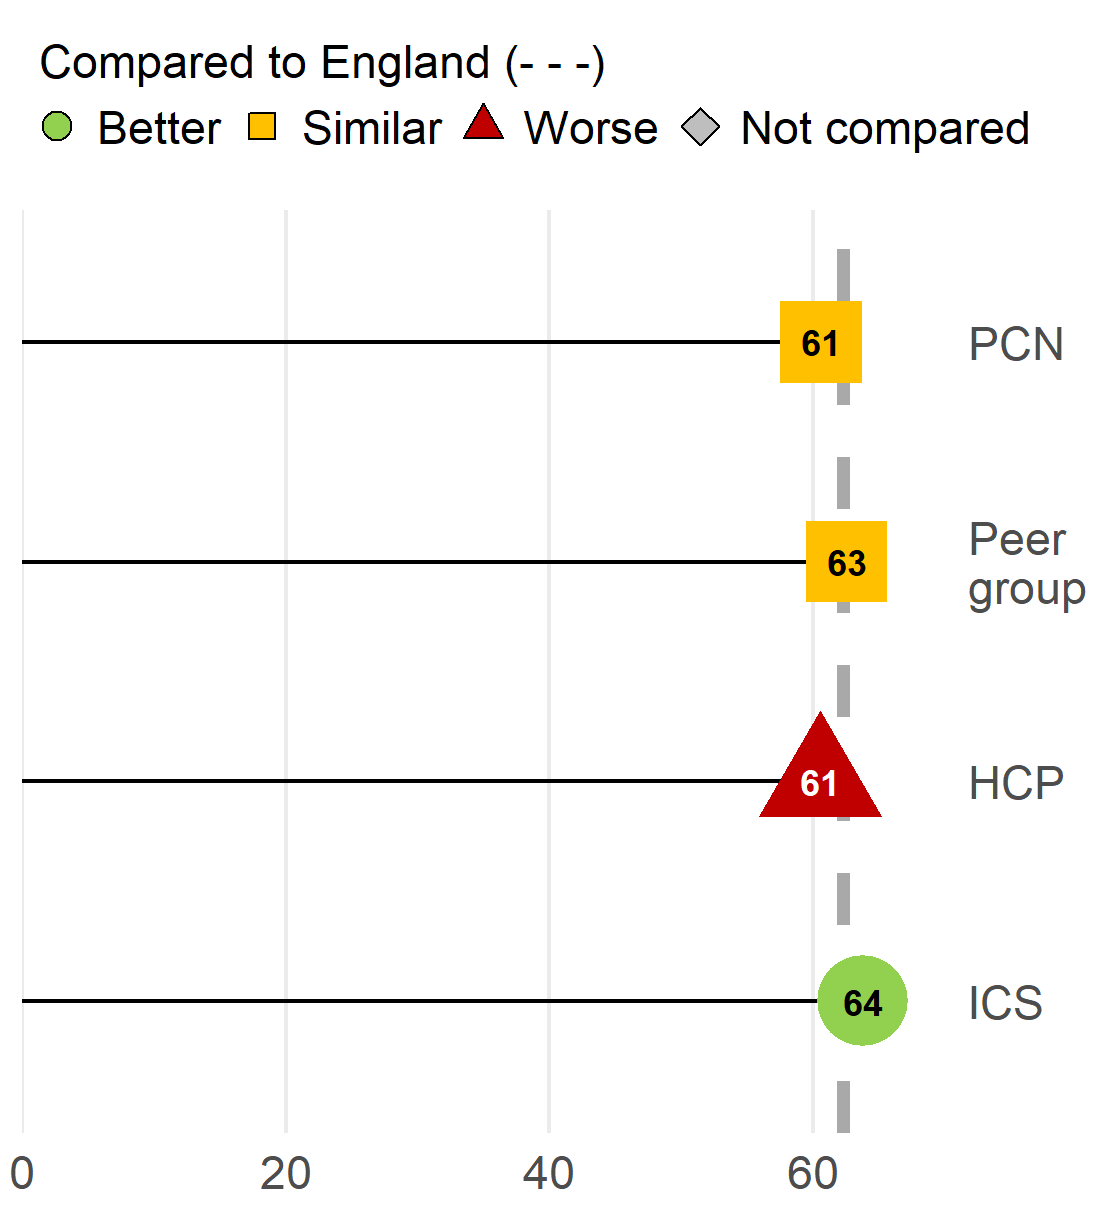 Compared to England (- - -)
Better Similar Worse Not compared
61 PCN
63 Peer
group
61 HCP
64 ICS
0 20 40 60